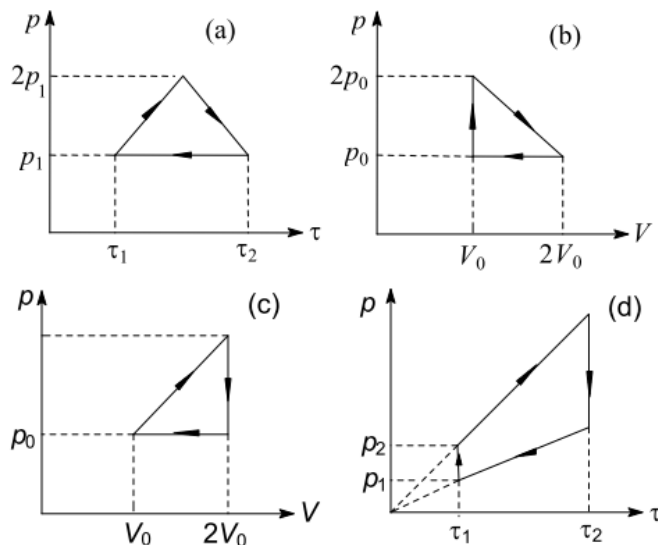 p (a)
2p₁
p₁
τ₁ τ₂ τ
p (b)
2p₀
p₀
V₀ 2V₀ V
p (c)
p₀
V₀ 2V₀ V
p (d)
p₂
p₁
τ₁ τ₂ τ